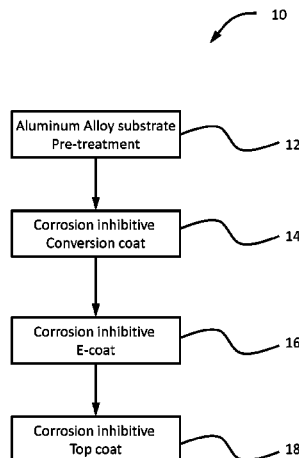 10
Aluminum Alloy substrate
Pre-treatment
12
Corrosion inhibitive
Conversion coat
14
Corrosion inhibitive
E-coat
16
Corrosion inhibitive
Top coat
18